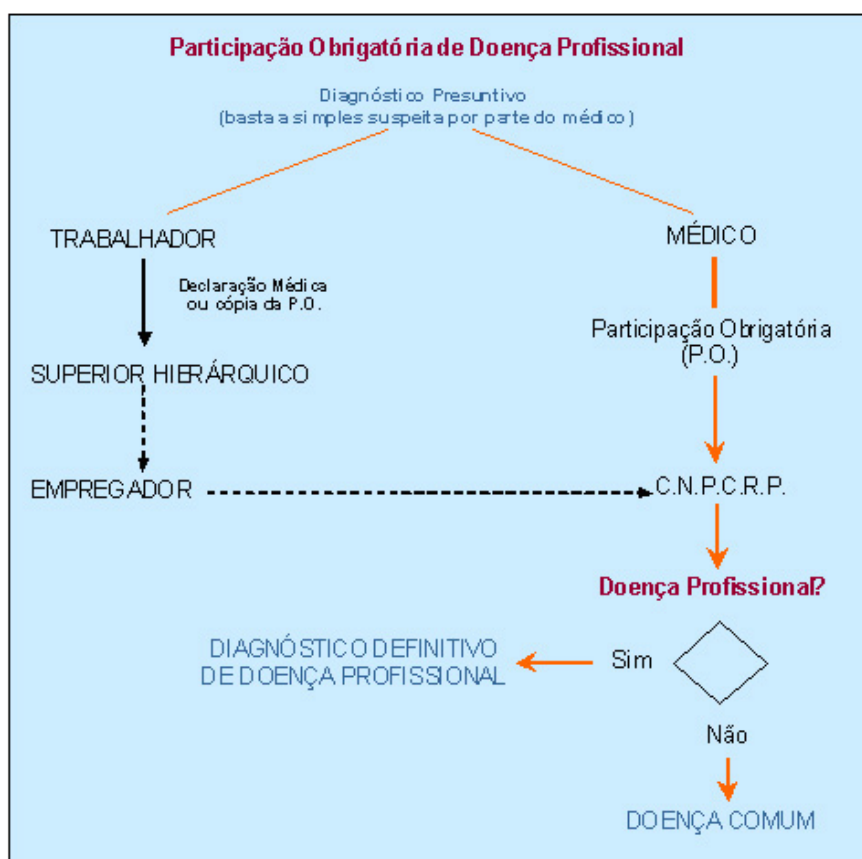 Participação Obrigatória de Doença Profissional
Diagnóstico Presuntivo
(basta a simples suspeita por parte do médico)
TRABALHADOR
MÉDICO
Declaração Médica
ou cópia da P.O.
Participação Obrigatória
(P.O.)
SUPERIOR HIERÁRQUICO
EMPREGADOR
C.N.P.C.R.P.
Doença Profissional?
DIAGNÓSTICO DEFINITIVO
DE DOENÇA PROFISSIONAL
Sim
Não
DOENÇA COMUM